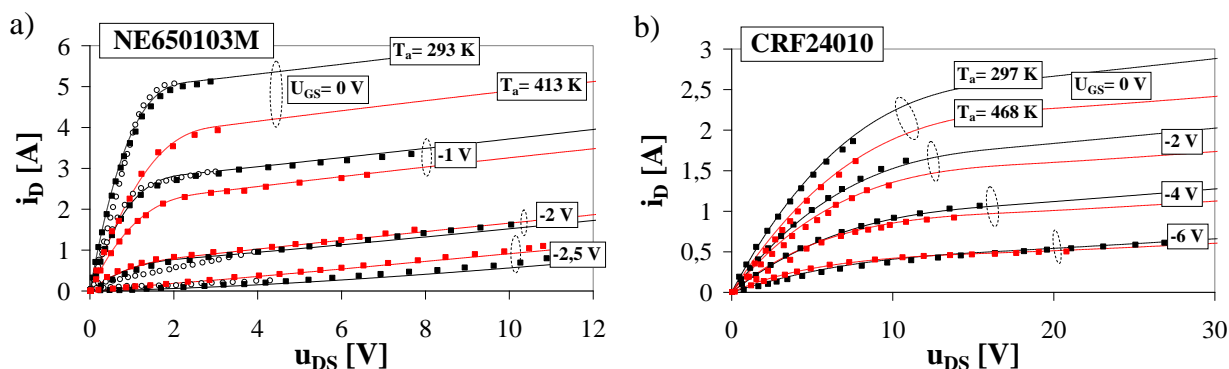 a)
NE650103M
6
5
4
3
2
1
0
i_D [A]
T_a= 293 K
U_GS= 0 V
T_a= 413 K
-1 V
-2 V
-2,5 V
0 2 4 6 8 10 12
u_DS [V]
b)
CRF24010
3
2,5
2
1,5
1
0,5
0
i_D [A]
T_a= 297 K
U_GS= 0 V
T_a= 468 K
-2 V
-4 V
-6 V
0 10 20 30
u_DS [V]